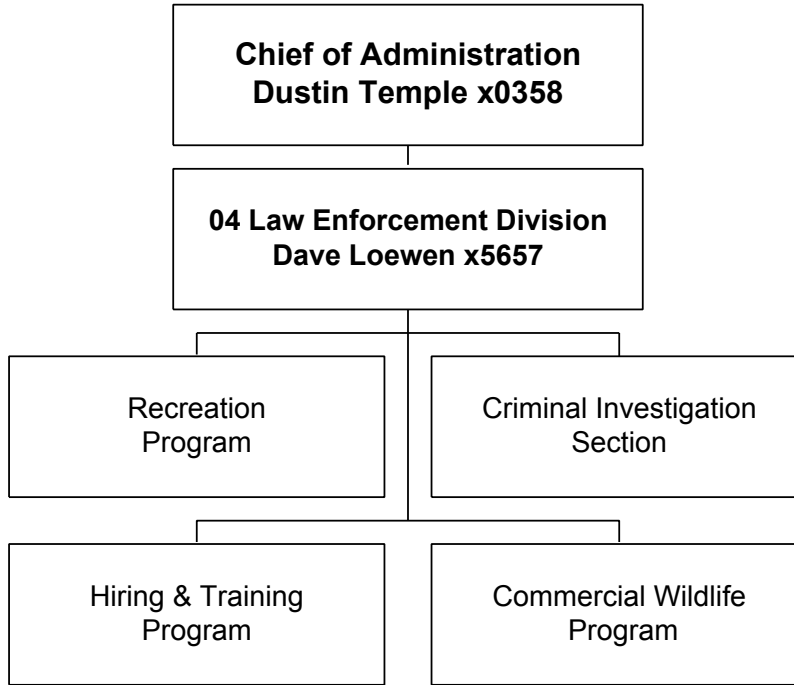 Chief of Administration
Dustin Temple x0358
04 Law Enforcement Division
Dave Loewen x5657
Recreation
Program
Criminal Investigation
Section
Hiring & Training
Program
Commercial Wildlife
Program